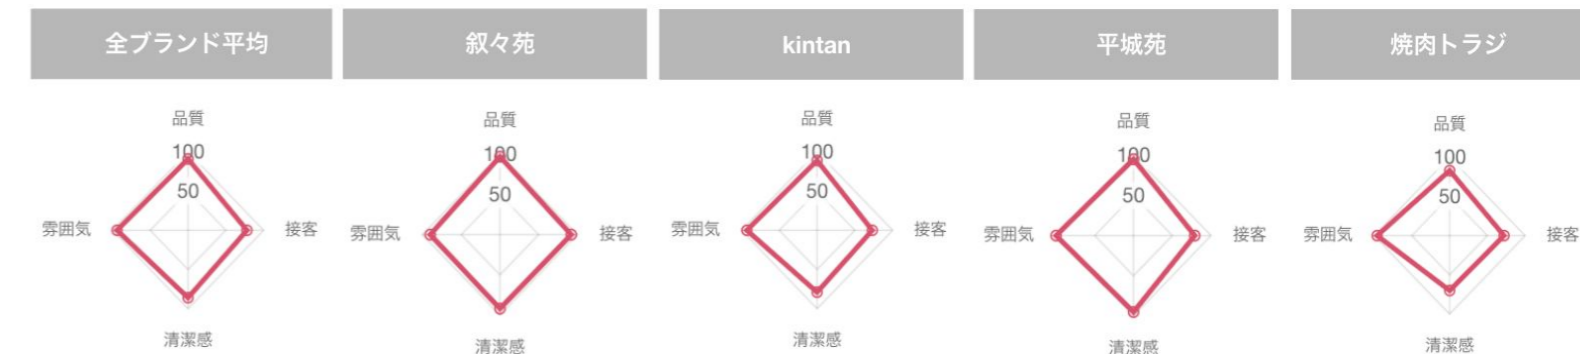 全ブランド平均
叙々苑
kintan
平城苑
焼肉トラジ
品質
100
50
雰囲気
接客
清潔感
品質
100
50
雰囲気
接客
清潔感
品質
100
50
雰囲気
接客
清潔感
品質
100
50
雰囲気
接客
清潔感
品質
100
50
雰囲気
接客
清潔感